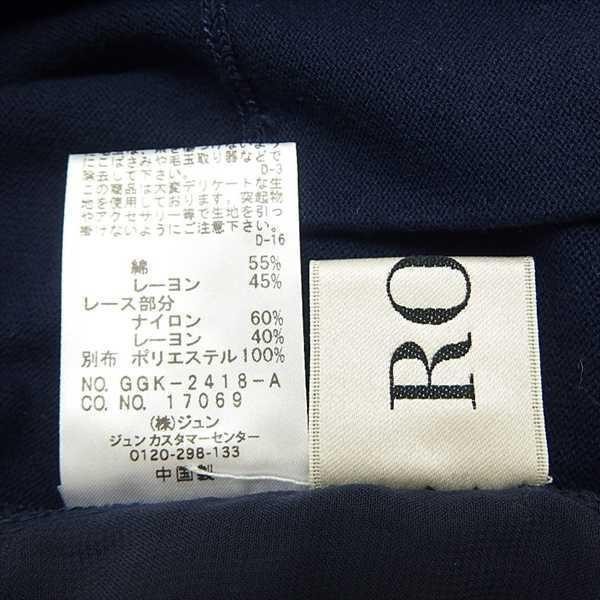 にこばさみや毛玉取り器などで
除去して下さい。
D-3
この商品は大変デリケートな生
地を使用しております。突起物
やアクセサリー等で生地を引っ
掛けないようにご注意下さい。
D-16
綿 55%
レーヨン 45%
レース部分
ナイロン 60%
レーヨン 40%
別布 ポリエステル 100%
NO. GGK-2418-A
CO. NO. 17069
(株)ジュン
ジュン カスタマーセンター
0120-298-133
中国製
RO